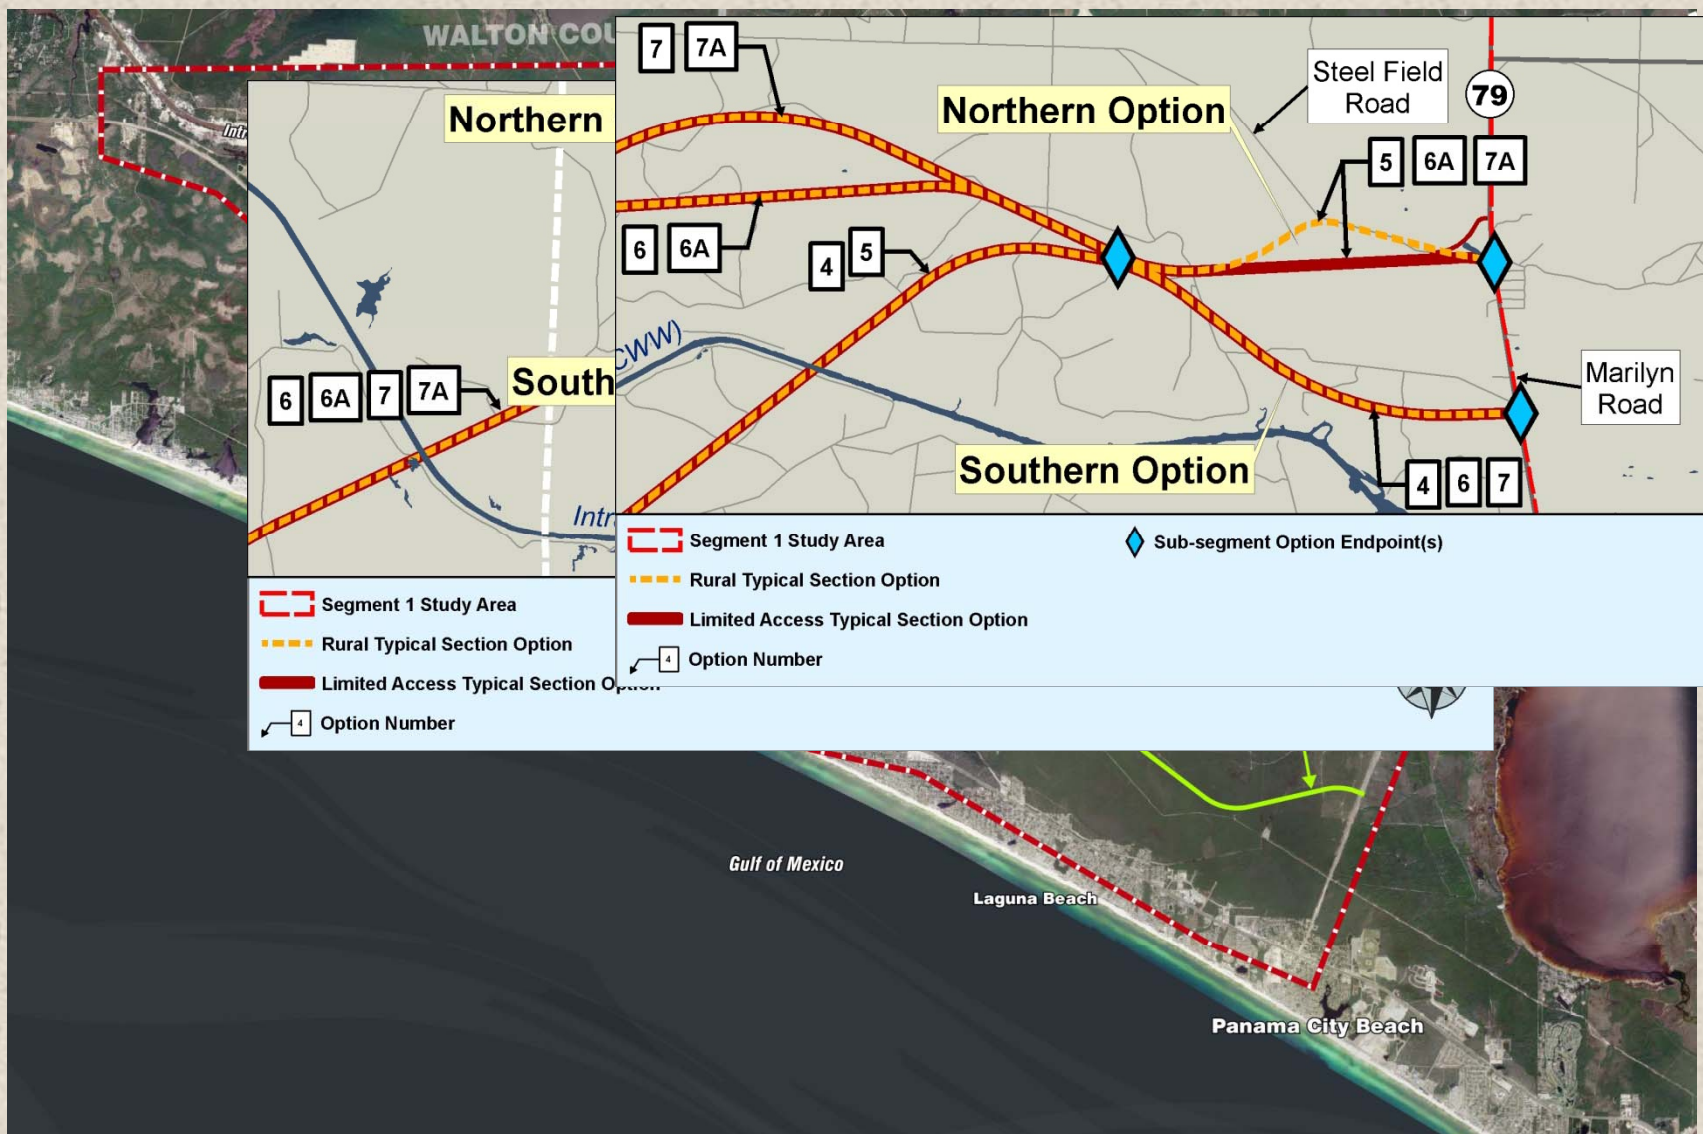 WALTON COU
Intr
Northern
6 6A 7 7A
South
Intr
Segment 1 Study Area
Rural Typical Section Option
Limited Access Typical Section Option
4 Option Number
7 7A
Northern Option
Steel Field
Road
79
5 6A 7A
6 6A
4 5
CWW)
Marilyn
Road
Southern Option
4 6 7
Segment 1 Study Area
Sub-segment Option Endpoint(s)
Rural Typical Section Option
Limited Access Typical Section Option
4 Option Number
Gulf of Mexico
Laguna Beach
Panama City Beach